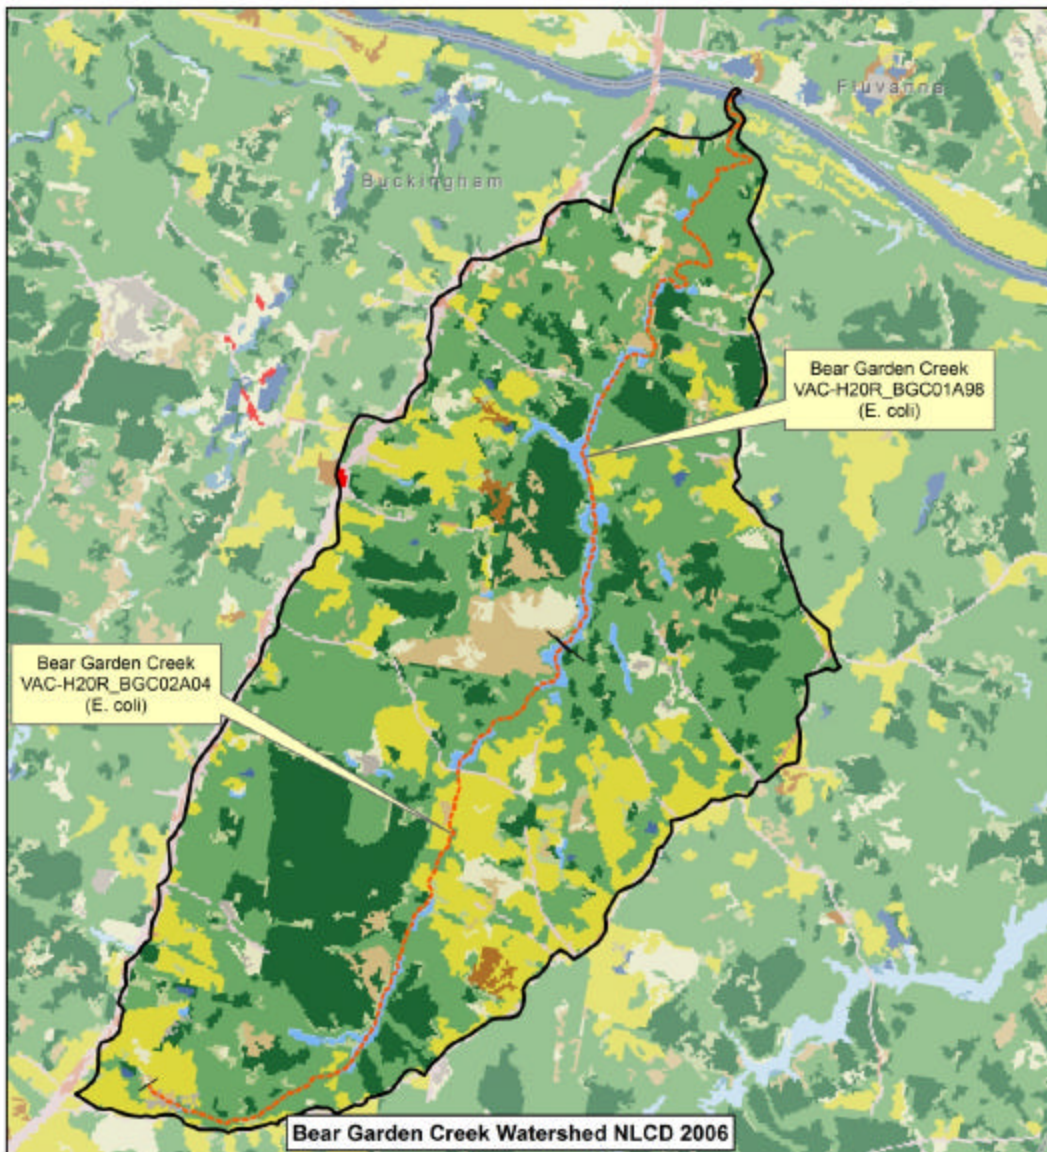 Fluvanna
Buckingham
Bear Garden Creek
VAC-H20R_BGC01A98
(E. coli)
Bear Garden Creek
VAC-H20R_BGC02A04
(E. coli)
Bear Garden Creek Watershed NLCD 2006